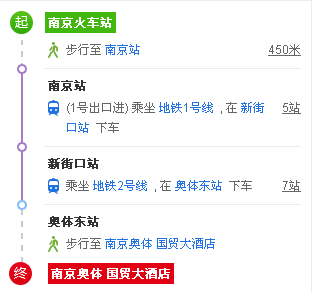 起 南京火车站
步行至 南京站 450米
南京站
(1号出口进) 乘坐 地铁1号线 , 在 新街 5站
口站 下车
新街口站
乘坐 地铁2号线 , 在 奥体东站 下车 7站
奥体东站
步行至 南京奥体 国贸大酒店
终 南京奥体 国贸大酒店